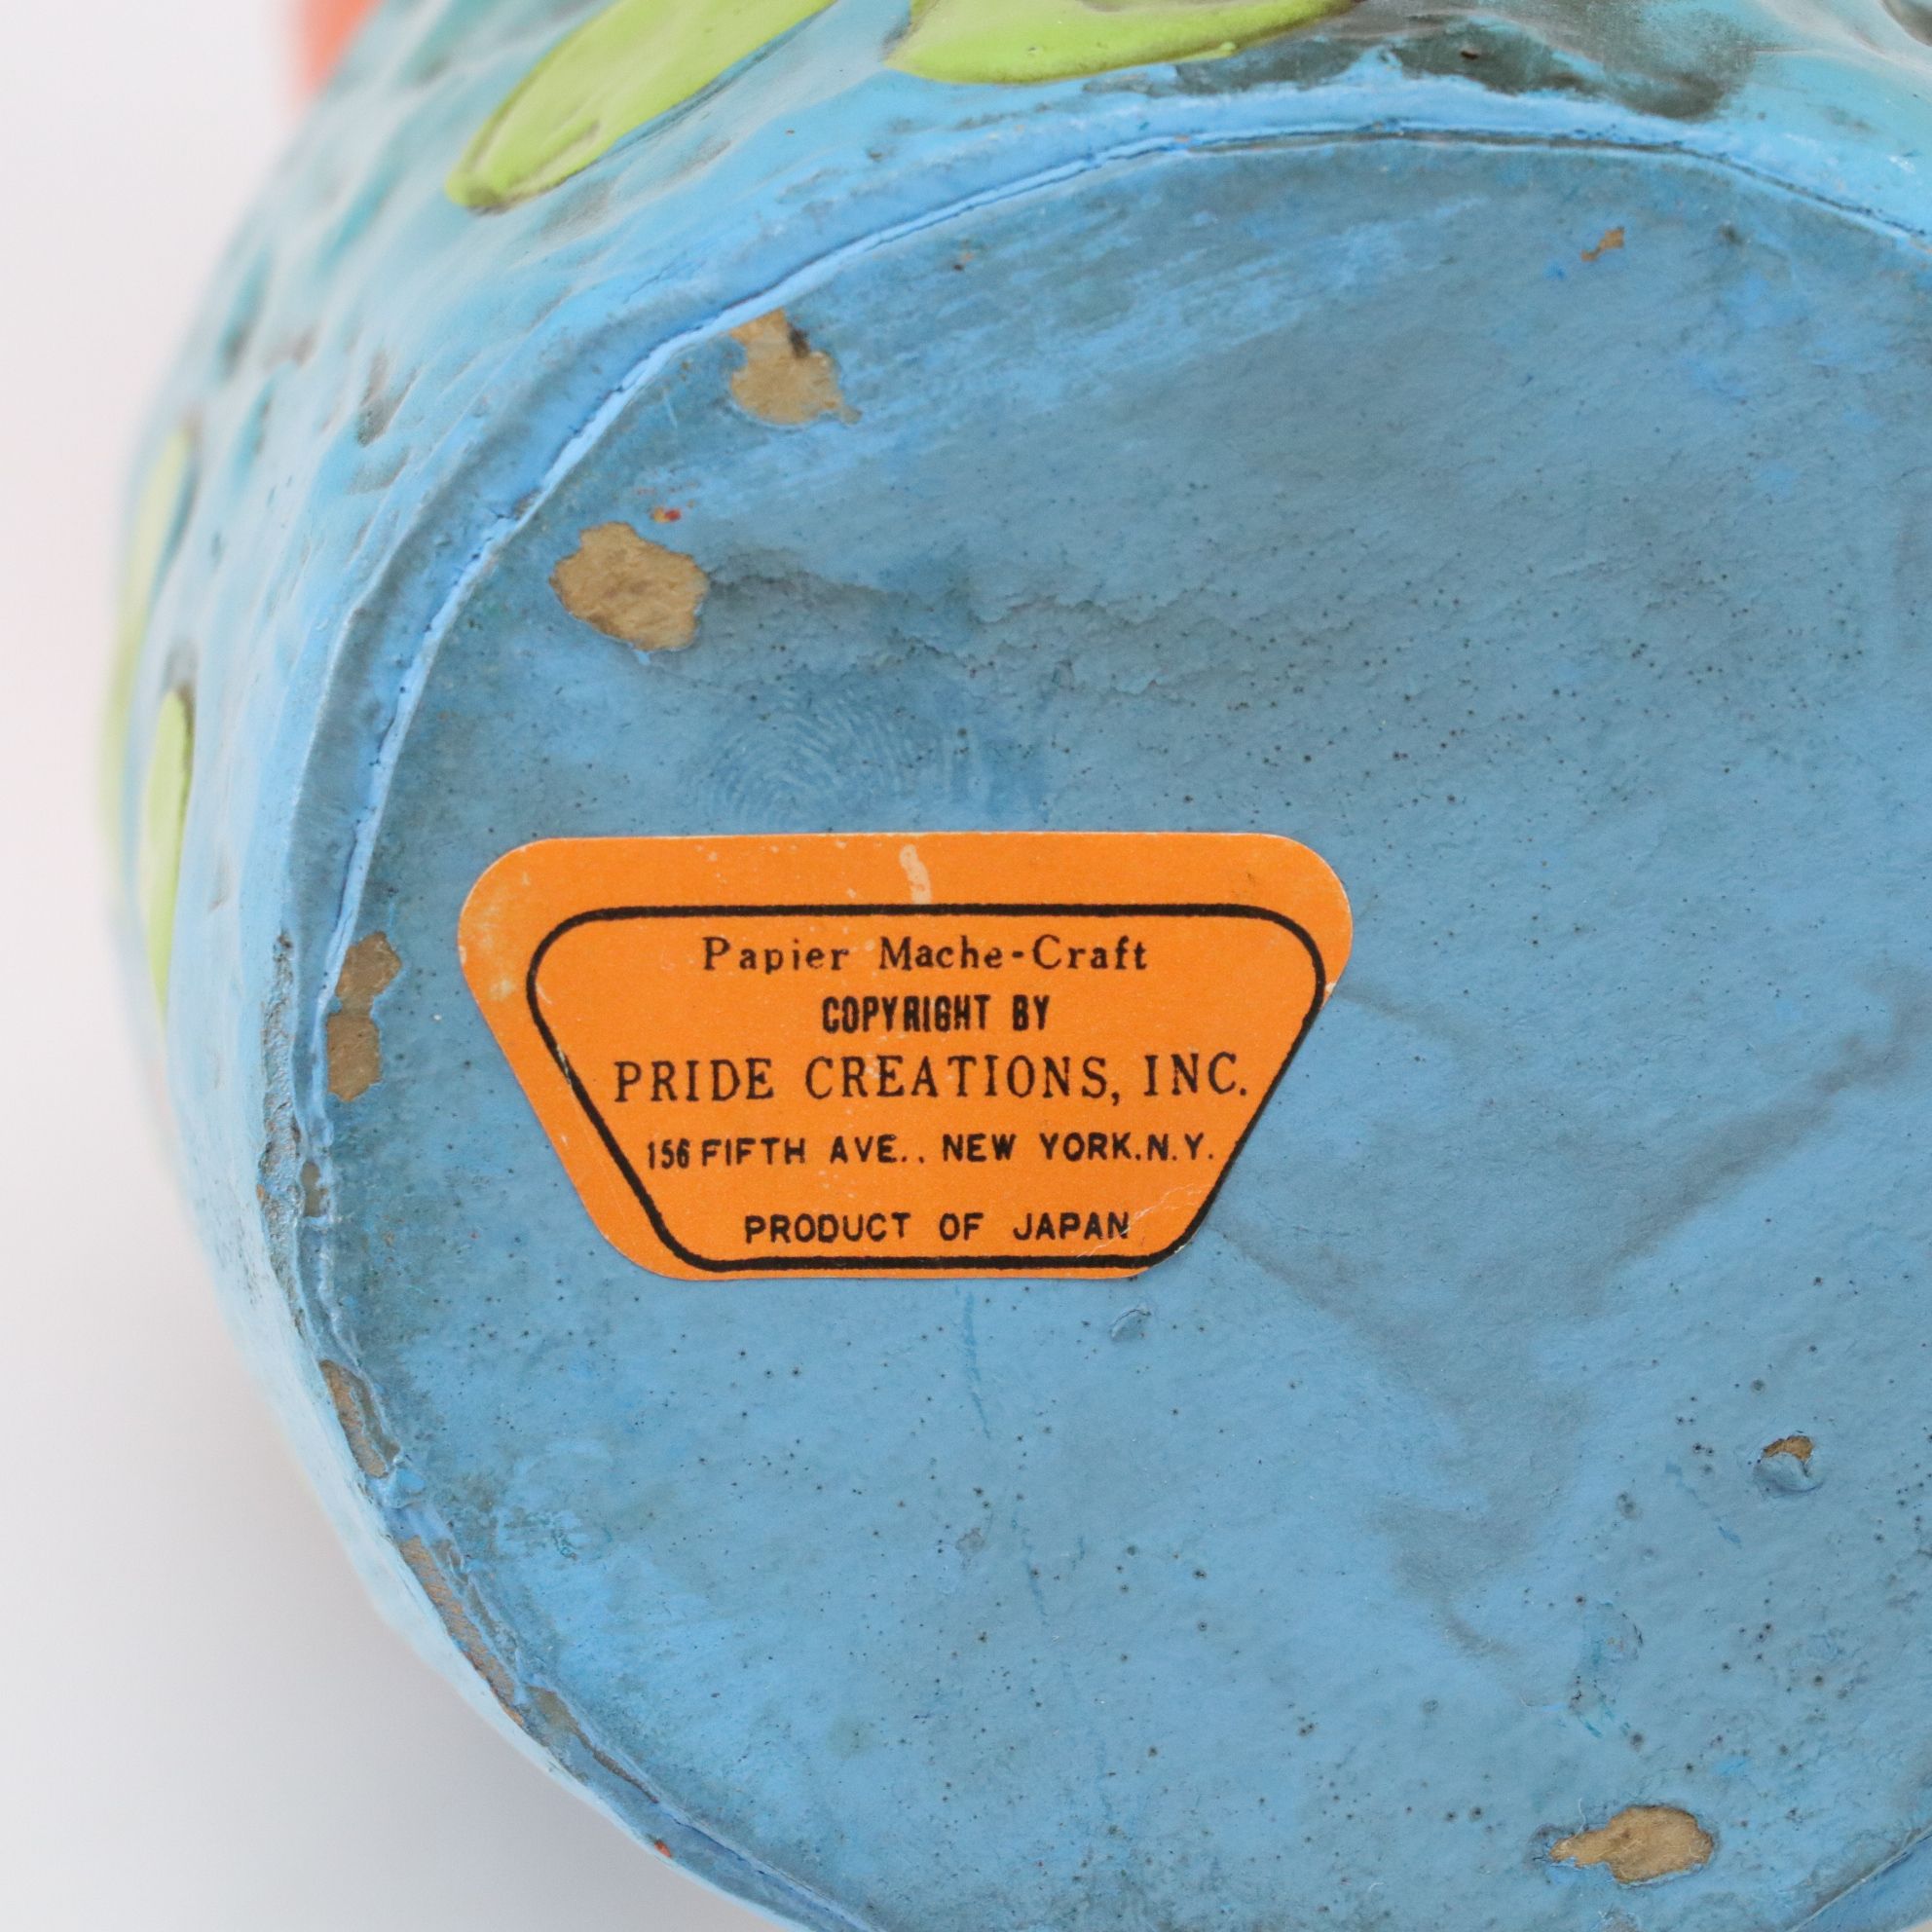 Papier Mache-Craft
COPYRIGHT BY
PRIDE CREATIONS, INC.
156 FIFTH AVE.. NEW YORK.N.Y.
PRODUCT OF JAPAN